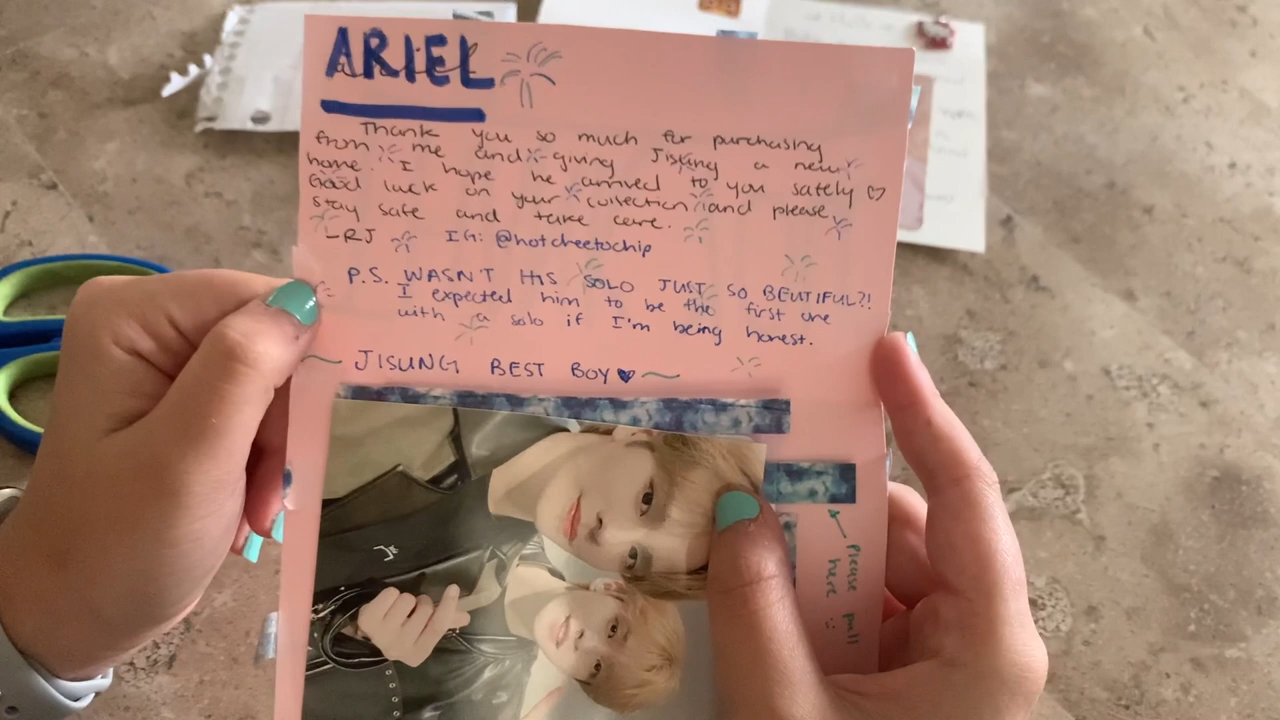 ARIEL
Thank you so much for purchasing
from me and giving Jisung a new
home. I hope he arrived to you safely ♡
Good luck on your collection and please
stay safe and take care.
-RJ IG: @hotcheetochip
P.S. WASN'T HIS SOLO JUST SO BEUTIFUL?!
I expected him to be the first one
with a solo if I'm being honest.
~ JISUNG BEST BOY ♥ ~
Please pull
here :)